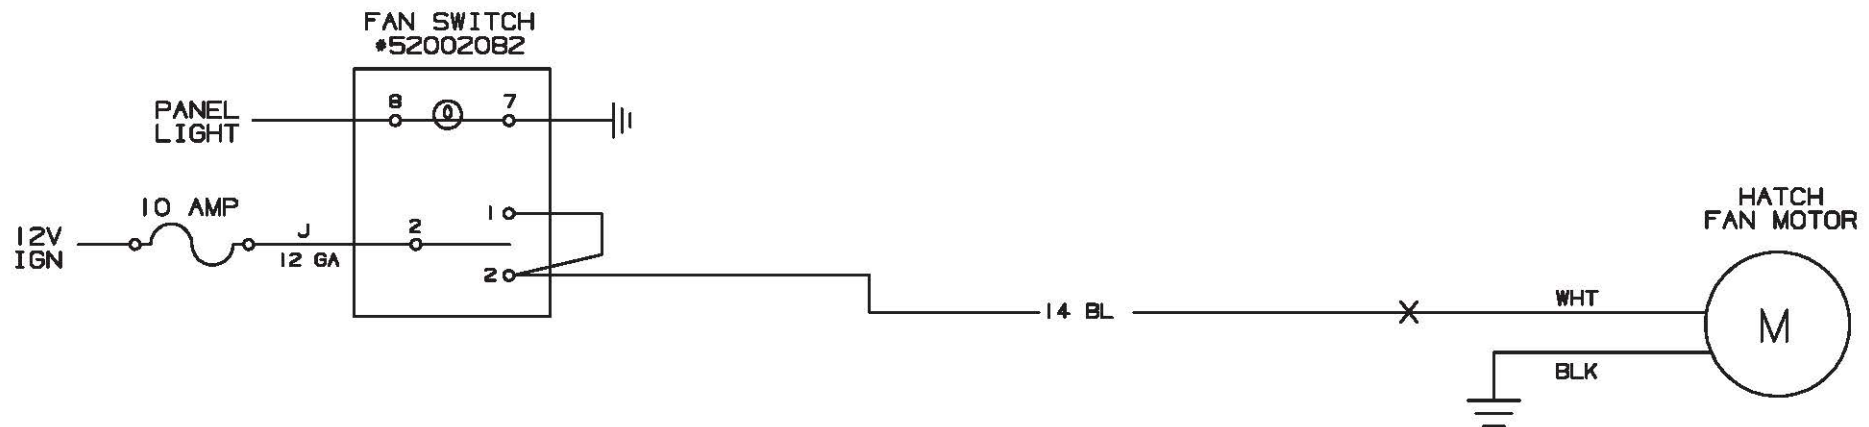 FAN SWITCH
#52002082
8
7
PANEL
LIGHT
10 AMP
1
J
2
12V
IGN
12 GA
2
HATCH
FAN MOTOR
14 BL
WHT
M
BLK